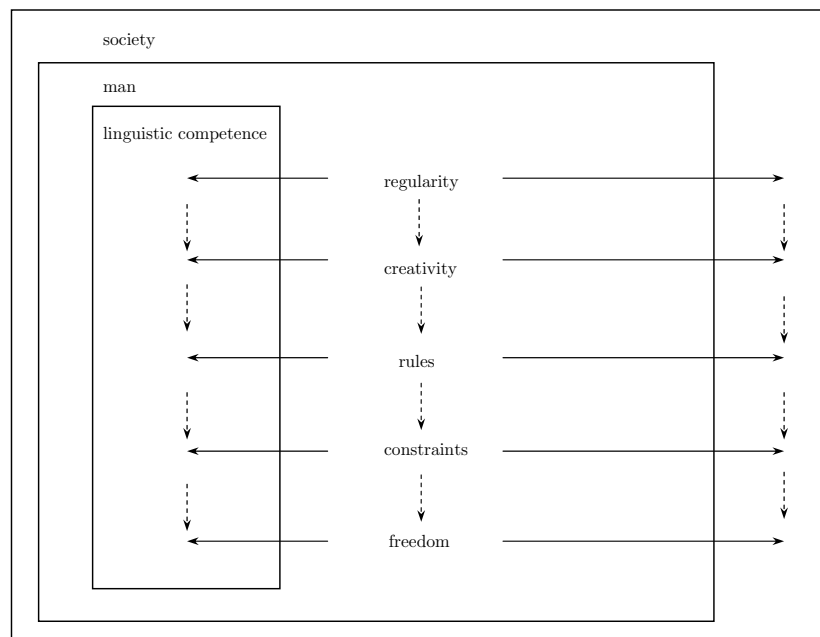 society
man
linguistic competence
regularity
creativity
rules
constraints
freedom